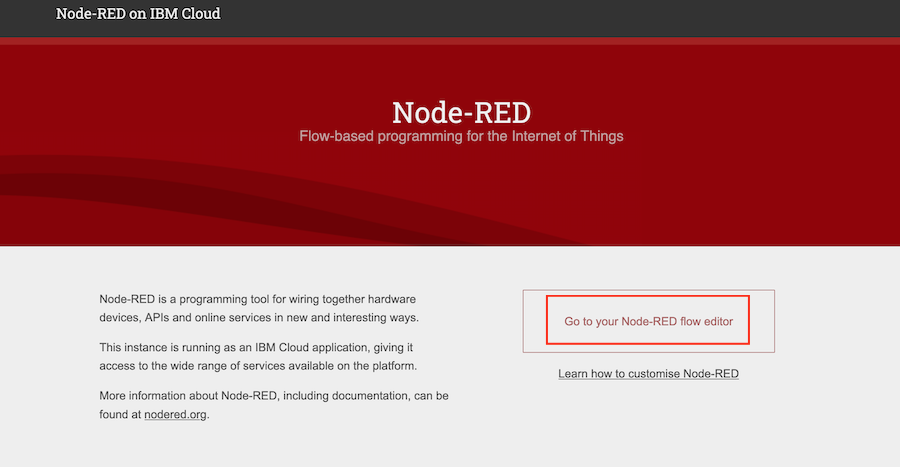 Node-RED on IBM Cloud
Node-RED
Flow-based programming for the Internet of Things
Node-RED is a programming tool for wiring together hardware
devices, APIs and online services in new and interesting ways.
This instance is running as an IBM Cloud application, giving it
access to the wide range of services available on the platform.
More information about Node-RED, including documentation, can be
found at nodered.org.
Go to your Node-RED flow editor
Learn how to customise Node-RED